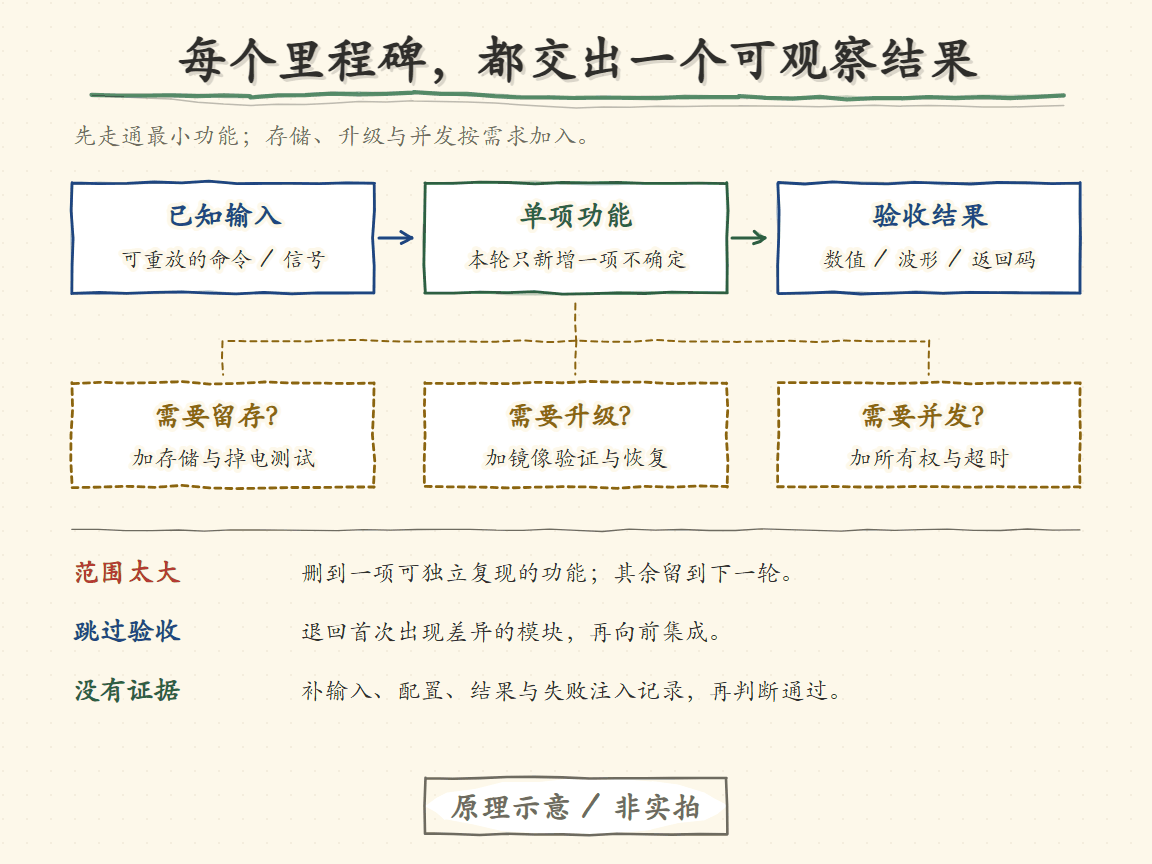 每个里程碑，都交出一个可观察结果
先走通最小功能；存储、升级与并发按需求加入。
已知输入
可重放的命令 / 信号
单项功能
本轮只新增一项不确定
验收结果
数值 / 波形 / 返回码
需要留存？
加存储与掉电测试
需要升级？
加镜像验证与恢复
需要并发？
加所有权与超时
范围太大
删到一项可独立复现的功能；其余留到下一轮。
跳过验收
退回首次出现差异的模块，再向前集成。
没有证据
补输入、配置、结果与失败注入记录，再判断通过。
原理示意 / 非实拍